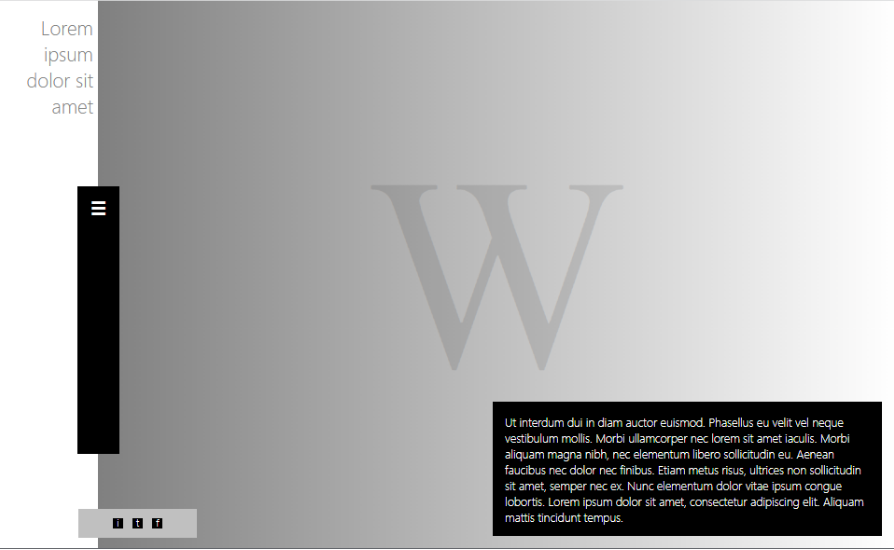 Lorem
ipsum
dolor sit
amet
W
Ut interdum dui in diam auctor euismod. Phasellus eu velit vel neque
vestibulum mollis. Morbi ullamcorper nec lorem sit amet iaculis. Morbi
aliquam magna nibh, nec elementum libero sollicitudin eu. Aenean
faucibus nec dolor nec finibus. Etiam metus risus, ultrices non sollicitudin
sit amet, semper nec ex. Nunc elementum dolor vitae ipsum congue
lobortis. Lorem ipsum dolor sit amet, consectetur adipiscing elit. Aliquam
mattis tincidunt tempus.
i t f